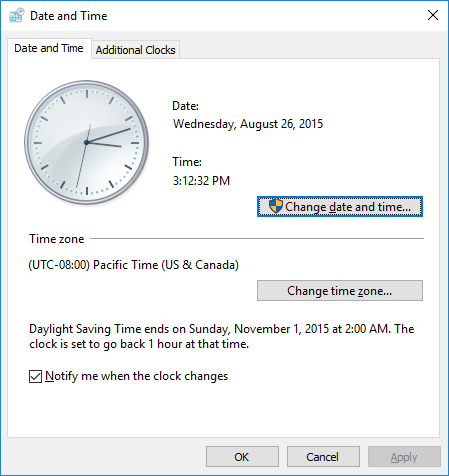 Date and Time
Date and Time
Additional Clocks
Date:
Wednesday, August 26, 2015
Time:
3:12:32 PM
Change date and time...
Time zone
(UTC-08:00) Pacific Time (US & Canada)
Change time zone...
Daylight Saving Time ends on Sunday, November 1, 2015 at 2:00 AM. The
clock is set to go back 1 hour at that time.
Notify me when the clock changes
OK
Cancel
Apply